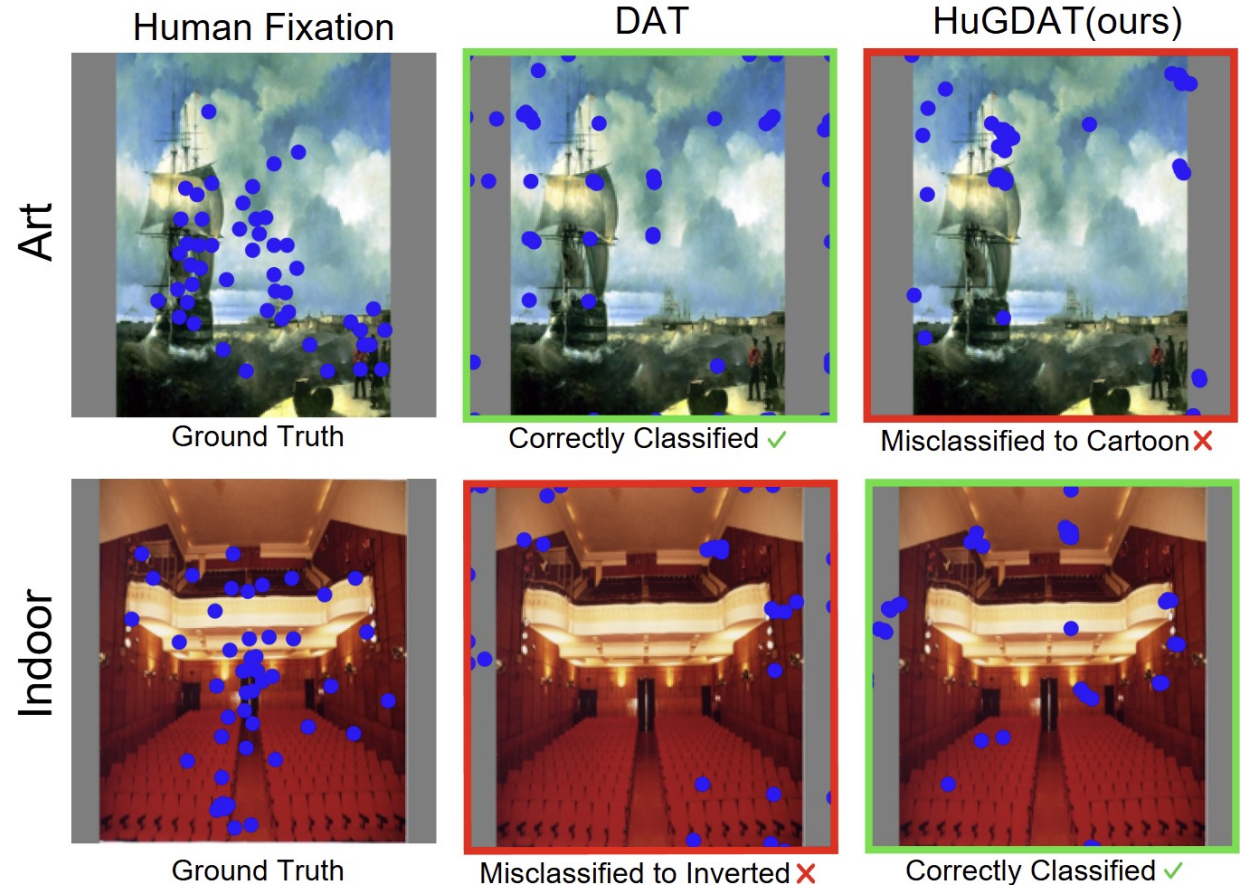 Human Fixation
DAT
HuGDAT(ours)
Art
Ground Truth
Correctly Classified ✓
Misclassified to Cartoon ✕
Indoor
Ground Truth
Misclassified to Inverted ✕
Correctly Classified ✓